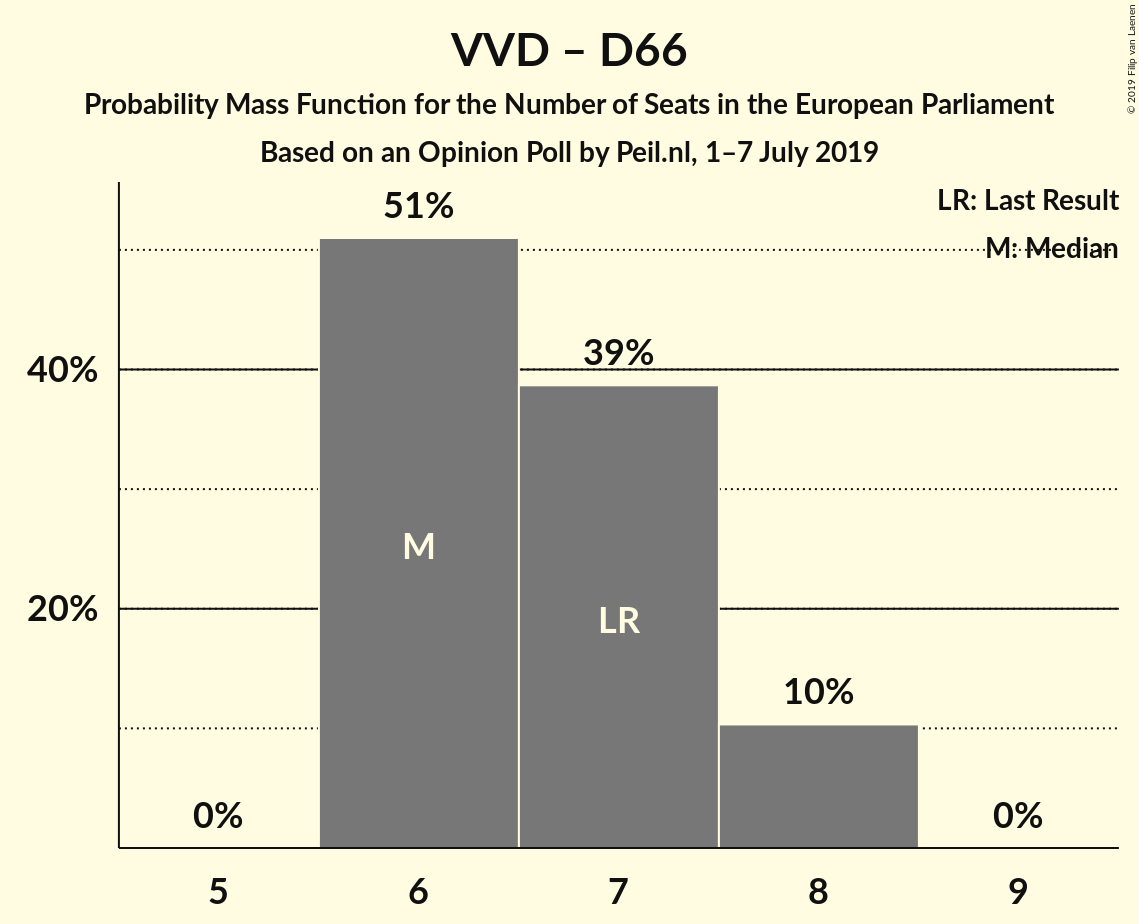 VVD – D66
Probability Mass Function for the Number of Seats in the European Parliament
Based on an Opinion Poll by Peil.nl, 1–7 July 2019
© 2019 Filip van Laenen
LR: Last Result
M: Median
51%
39%
40%
M
20%
LR
10%
0%
0%
5
6
7
8
9